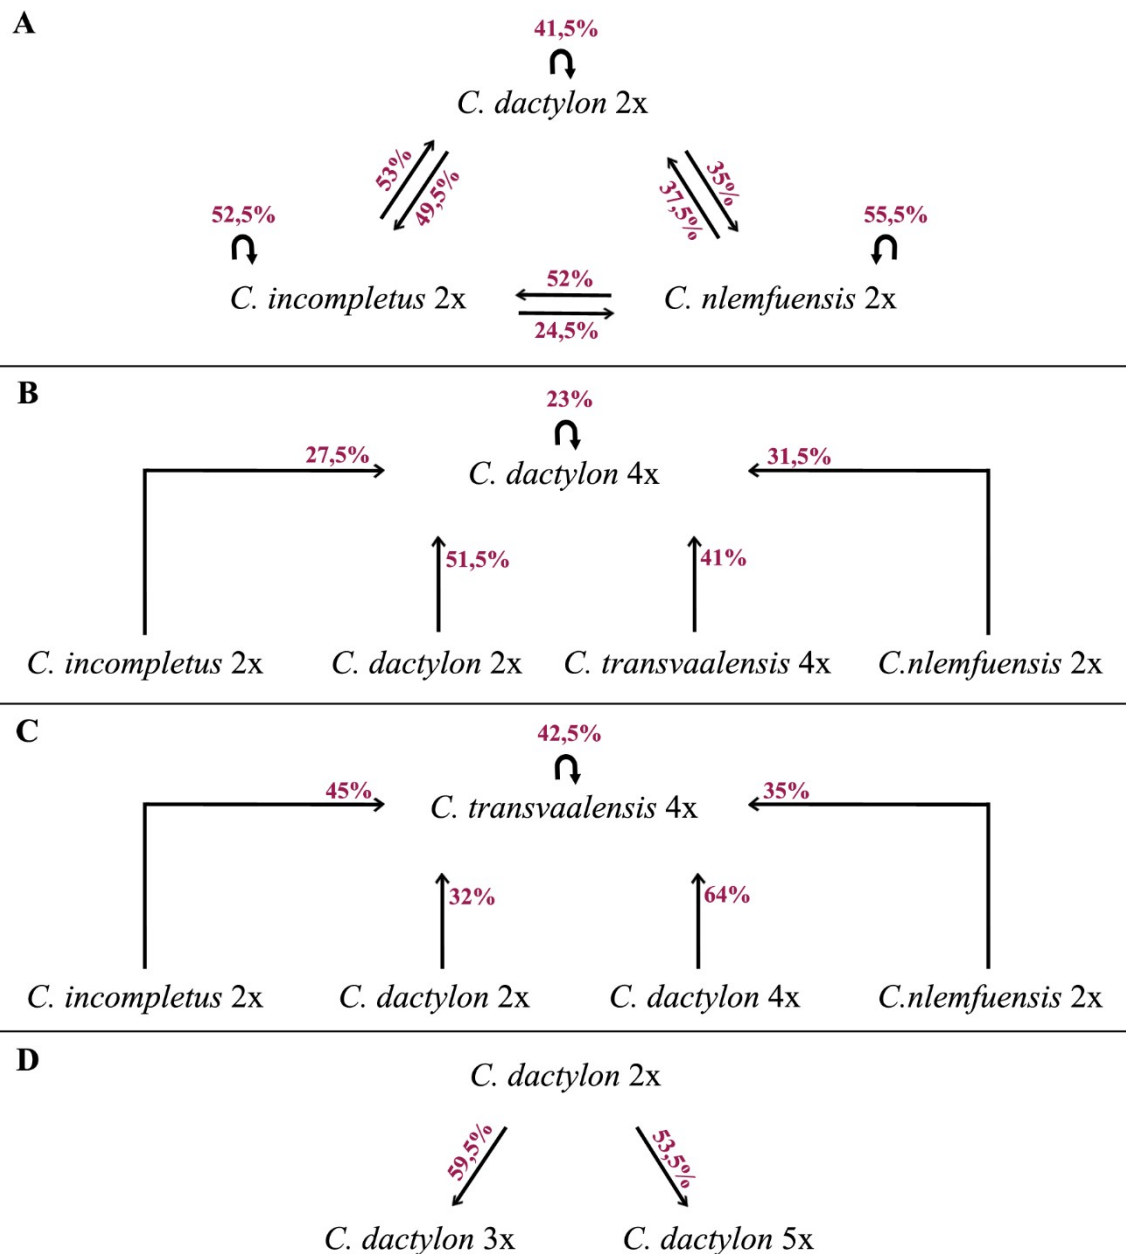 A
41,5%
C. dactylon 2x
53%
49,5%
35%
37,5%
52,5%
55,5%
C. incompletus 2x
52%
24,5%
C. nlemfuensis 2x
B
23%
27,5%
C. dactylon 4x
31,5%
51,5%
41%
C. incompletus 2x
C. dactylon 2x
C. transvaalensis 4x
C.nlemfuensis 2x
C
42,5%
45%
C. transvaalensis 4x
35%
32%
64%
C. incompletus 2x
C. dactylon 2x
C. dactylon 4x
C.nlemfuensis 2x
D
C. dactylon 2x
59,5%
53,5%
C. dactylon 3x
C. dactylon 5x